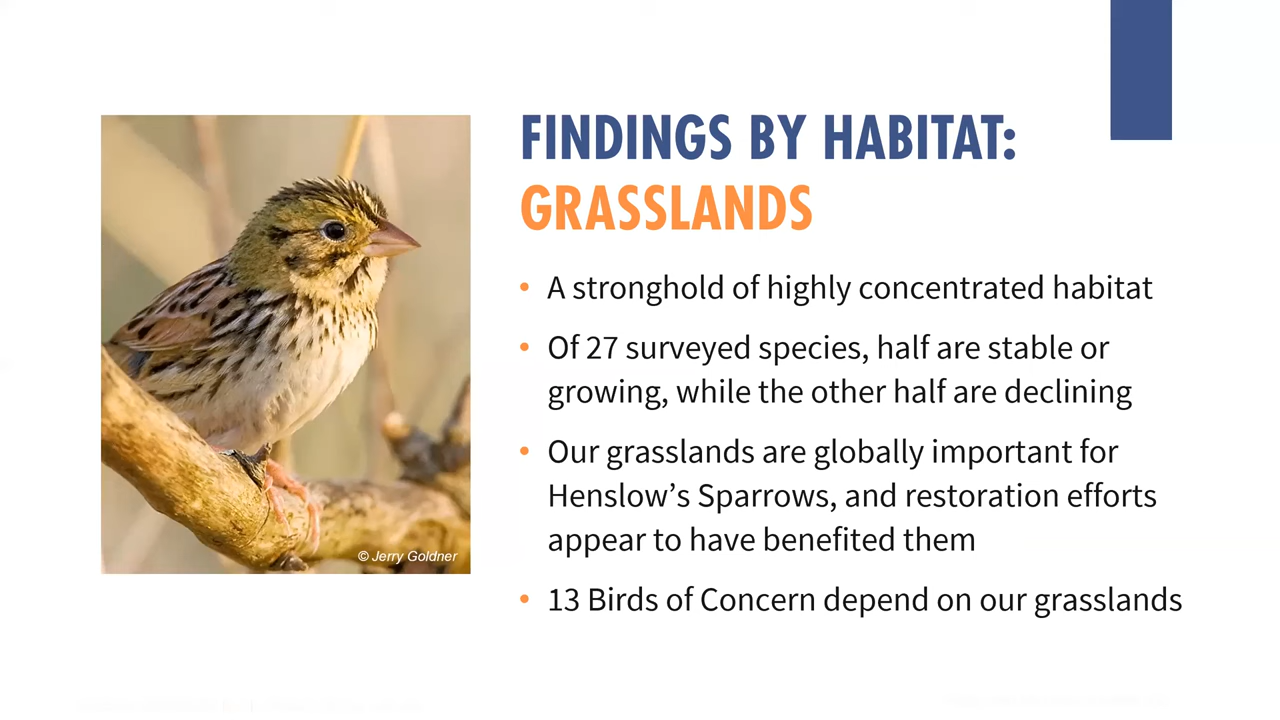 FINDINGS BY HABITAT:
GRASSLANDS
• A stronghold of highly concentrated habitat
• Of 27 surveyed species, half are stable or
growing, while the other half are declining
• Our grasslands are globally important for
Henslow’s Sparrows, and restoration efforts
appear to have benefited them
• 13 Birds of Concern depend on our grasslands
© Jerry Goldner